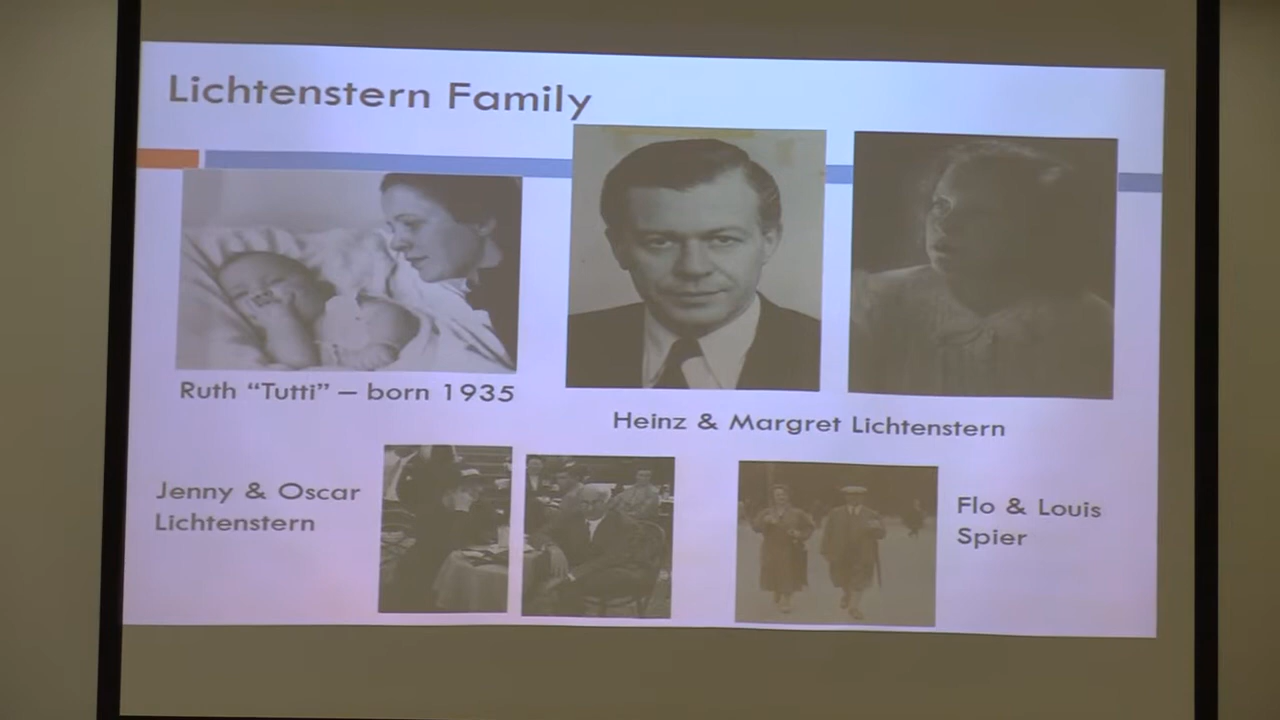 Lichtenstern Family
Ruth “Tutti” – born 1935
Heinz & Margret Lichtenstern
Jenny & Oscar
Lichtenstern
Flo & Louis
Spier